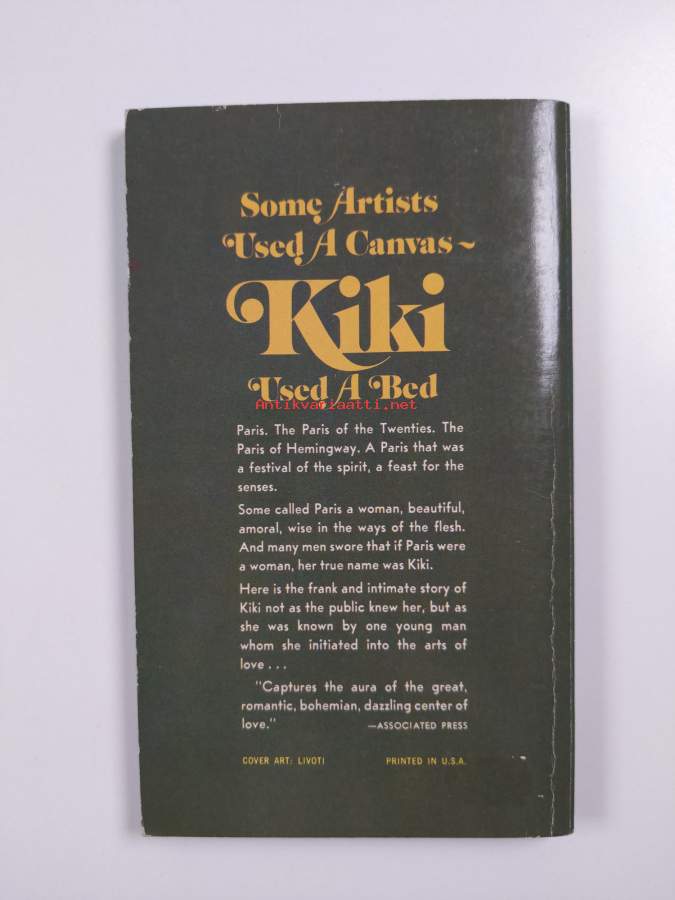 Some Artists
Used A Canvas~
Kiki
Used A Bed
Antikvariaatti.net
Paris. The Paris of the Twenties. The
Paris of Hemingway. A Paris that was
a festival of the spirit, a feast for the
senses.
Some called Paris a woman, beautiful,
amoral, wise in the ways of the flesh.
And many men swore that if Paris were
a woman, her true name was Kiki.
Here is the frank and intimate story of
Kiki not as the public knew her, but as
she was known by one young man
whom she initiated into the arts of
love . . .
"Captures the aura of the great,
romantic, bohemian, dazzling center of
love." —ASSOCIATED PRESS
COVER ART: LIVOTI PRINTED IN U.S.A.